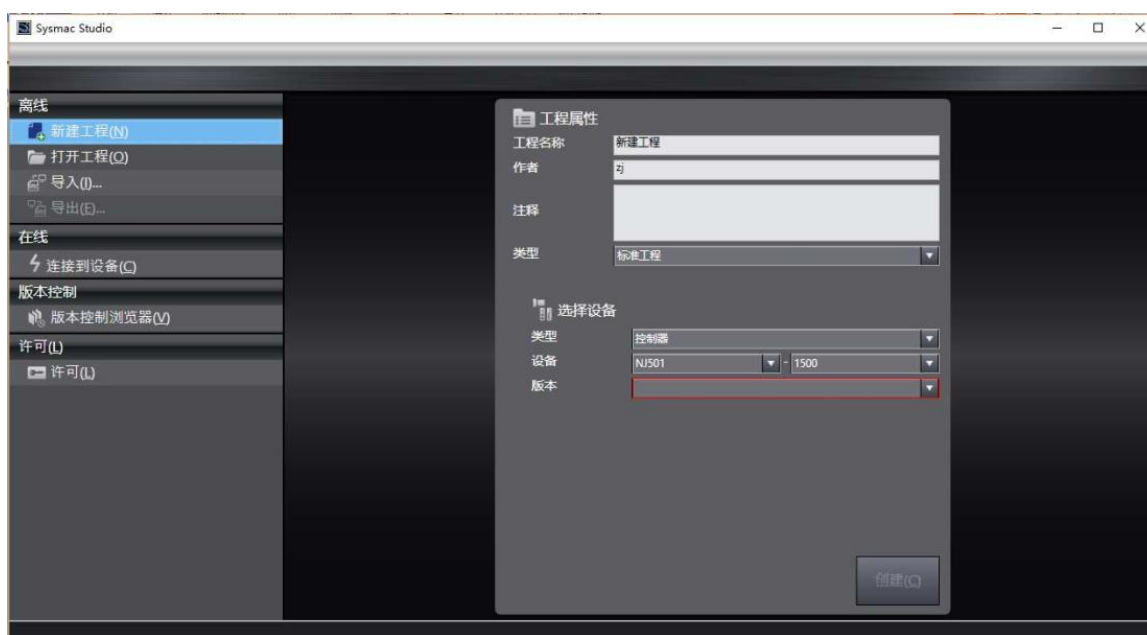 Sysmac Studio
离线
新建工程(N)
打开工程(O)
导入(I)...
导出(E)...
在线
连接到设备(C)
版本控制
版本控制浏览器(V)
许可(L)
许可(L)
工程属性
工程名称 新建工程
作者 zj
注释
类型 标准工程
选择设备
类型 控制器
设备 NJ501 - 1500
版本
创建(C)